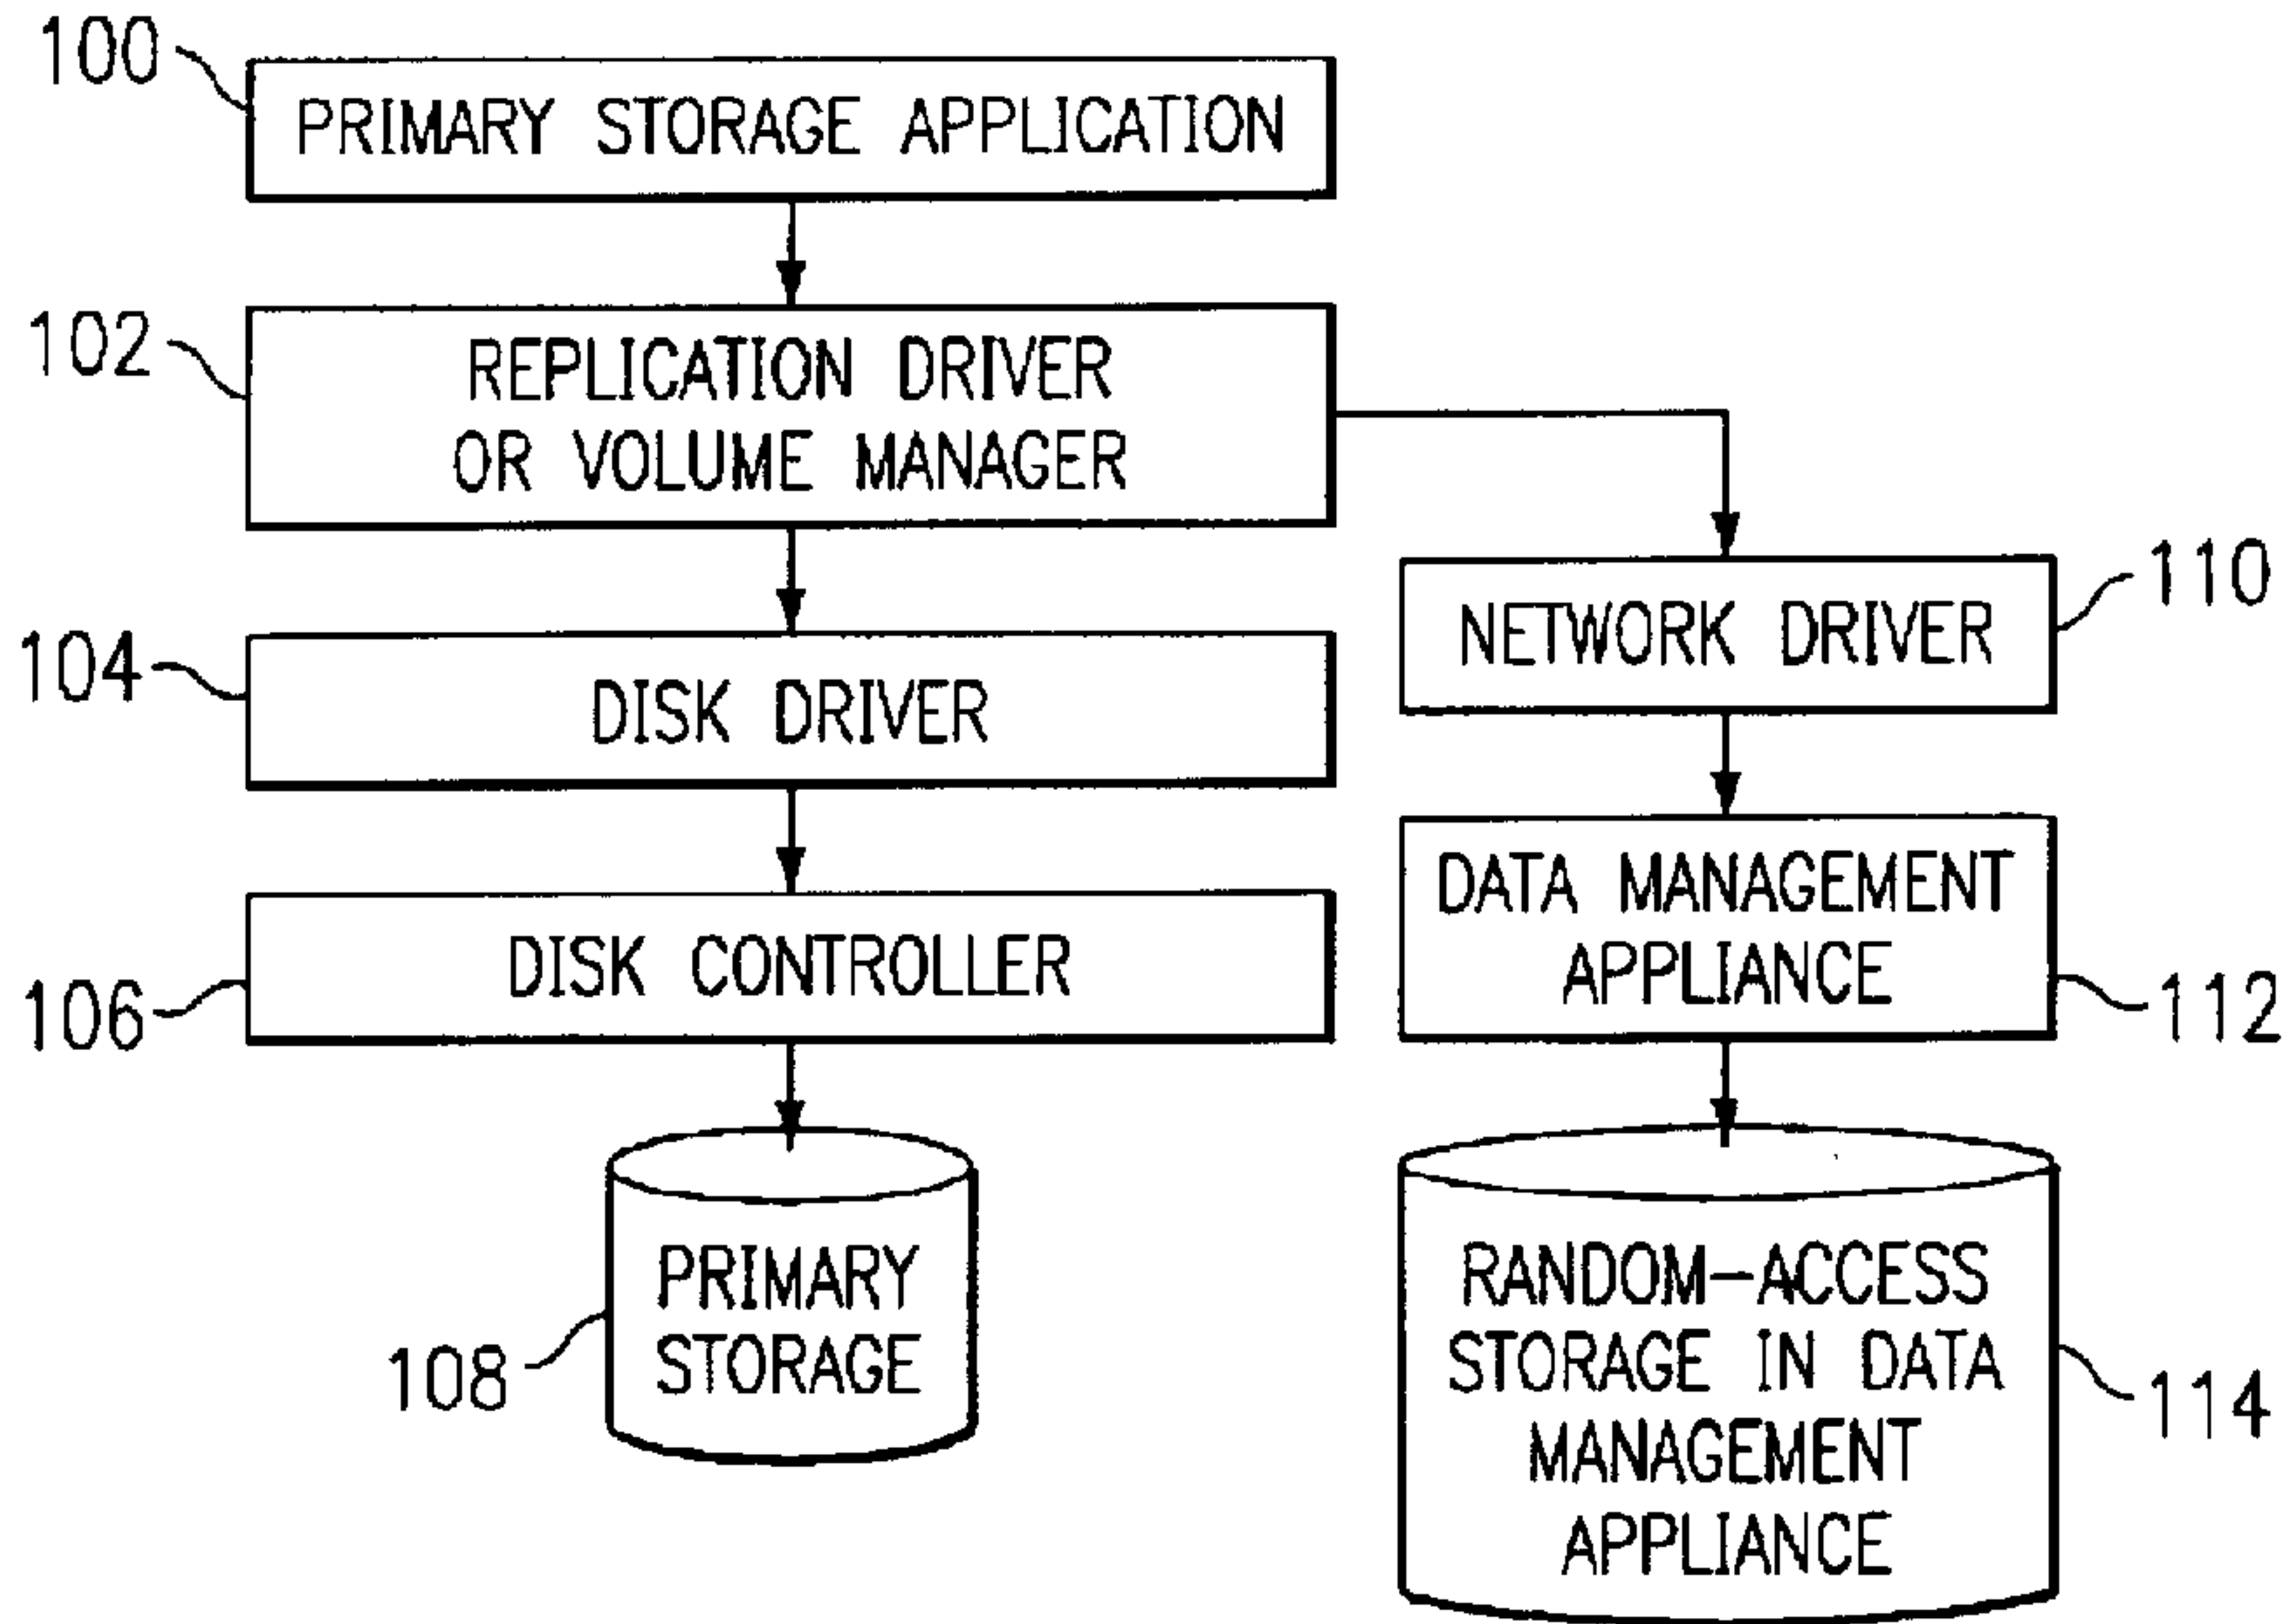 100
PRIMARY STORAGE APPLICATION
102
REPLICATION DRIVER
OR VOLUME MANAGER
104
DISK DRIVER
106
DISK CONTROLLER
108
PRIMARY
STORAGE
NETWORK DRIVER
110
DATA MANAGEMENT
APPLIANCE
112
RANDOM-ACCESS
STORAGE IN DATA
MANAGEMENT
APPLIANCE
114